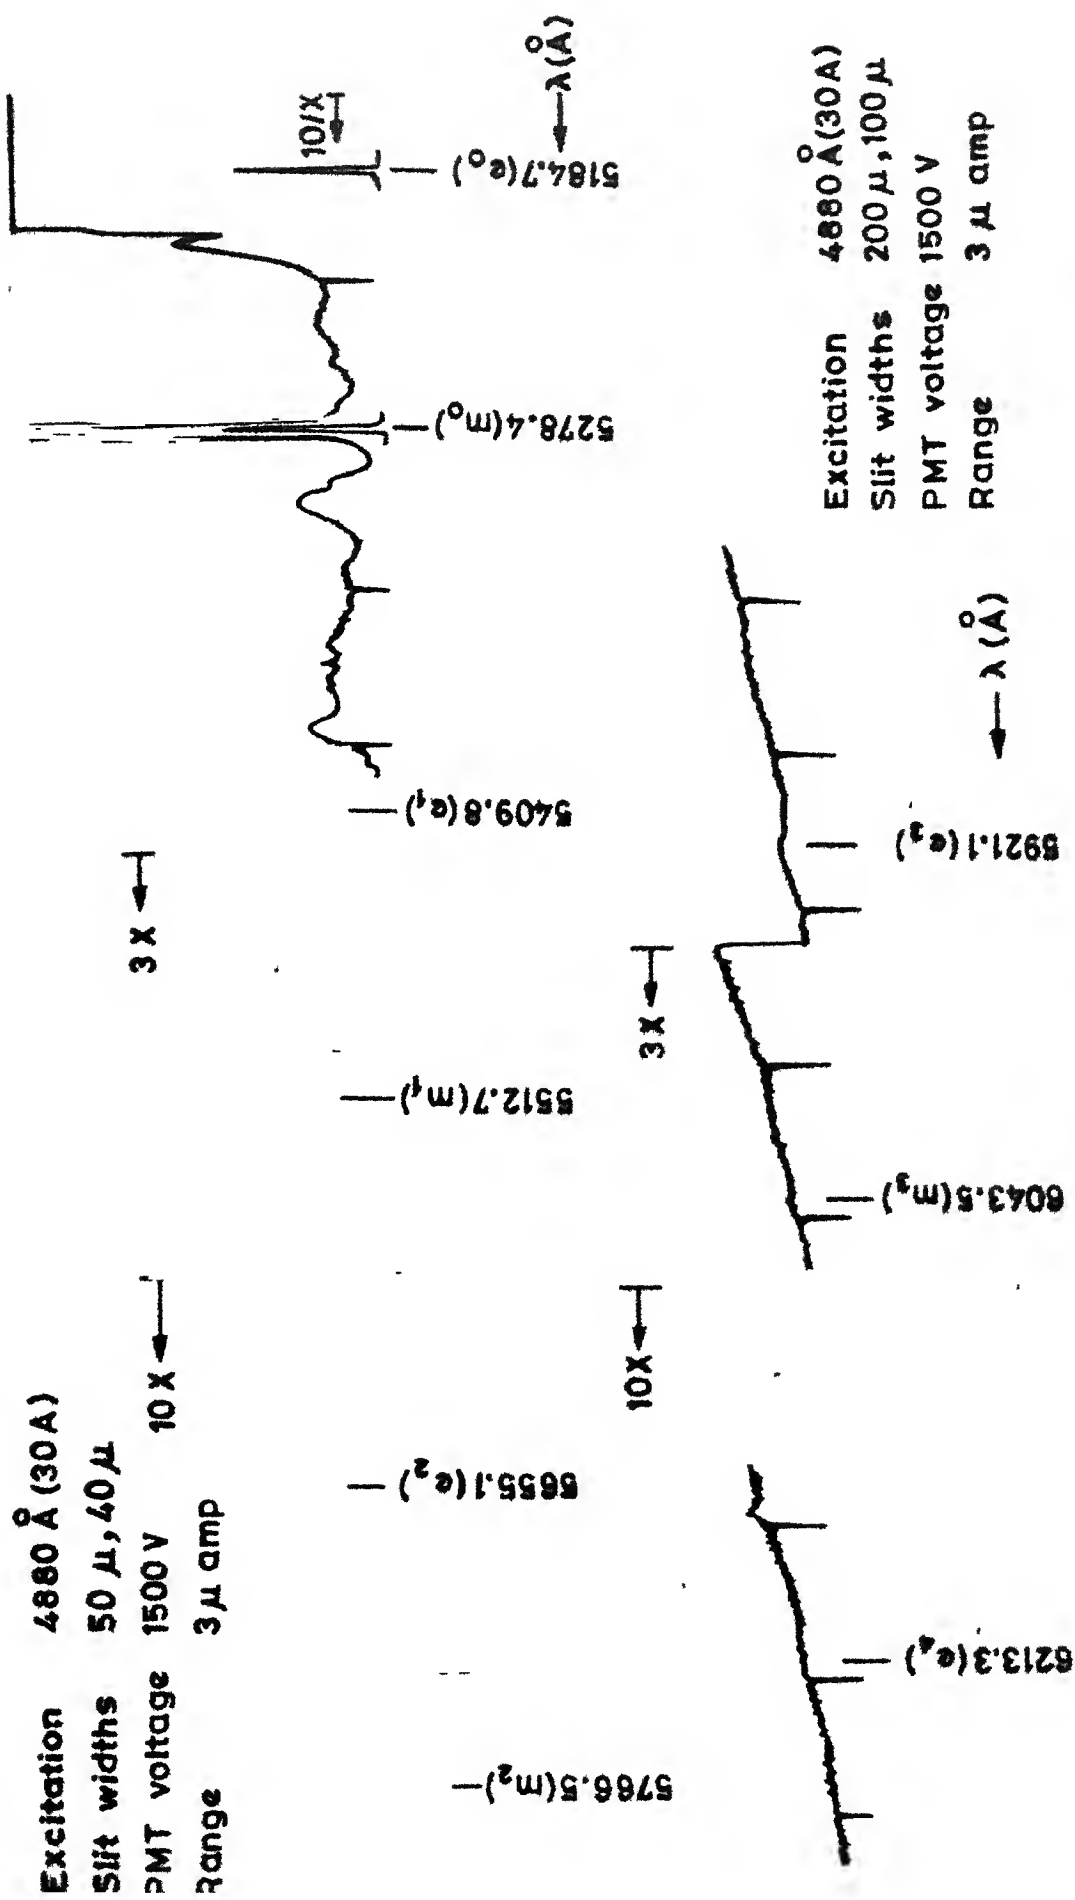 Excitation 4880 Å (30 A)
Slit widths 50 μ, 40 μ
PMT voltage 1500 V
Range 3 μ amp
10 X
3 X
10/X
5766.5 (m₂)
5655.1 (e₂)
5512.7 (m₁)
5409.8 (e₁)
5278.4 (m₀)
5184.7 (e₀)
λ (Å)
10X
3X
6213.3 (e₄)
6043.5 (m₃)
5921.1 (e₃)
λ (Å)
Excitation 4880 Å (30 A)
Slit widths 200 μ, 100 μ
PMT voltage 1500 V
Range 3 μ amp